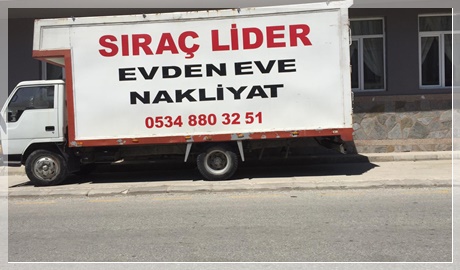 SIRAÇ LİDER
EVDEN EVE
NAKLİYAT
0534 880 32 51